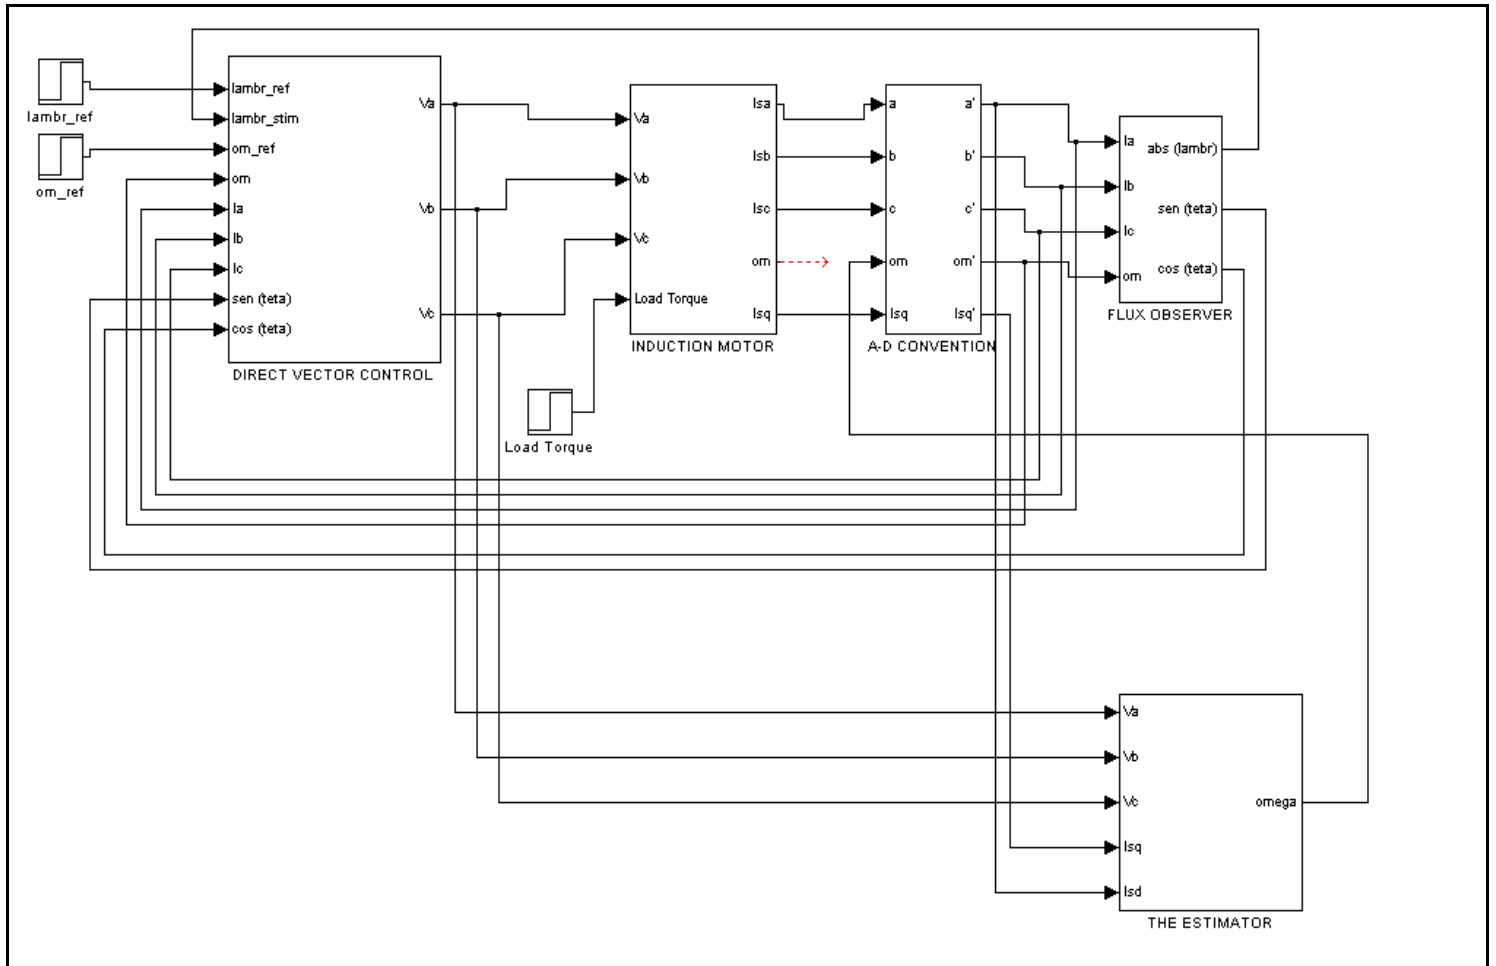 lambr_ref
om_ref
lambr_ref
lambr_stim
om_ref
om
Ia
Ib
Ic
sen (teta)
cos (teta)
Va
Vb
Vc
DIRECT VECTOR CONTROL
Va
Vb
Vc
Load Torque
Isa
Isb
Isc
om
Isq
INDUCTION MOTOR
Load Torque
a
b
c
om
Isq
a'
b'
c'
om'
Isq'
A-D CONVENTION
Ia
Ib
Ic
om
abs (lambr)
sen (teta)
cos (teta)
FLUX OBSERVER
Va
Vb
Vc
Isq
Isd
omega
THE ESTIMATOR